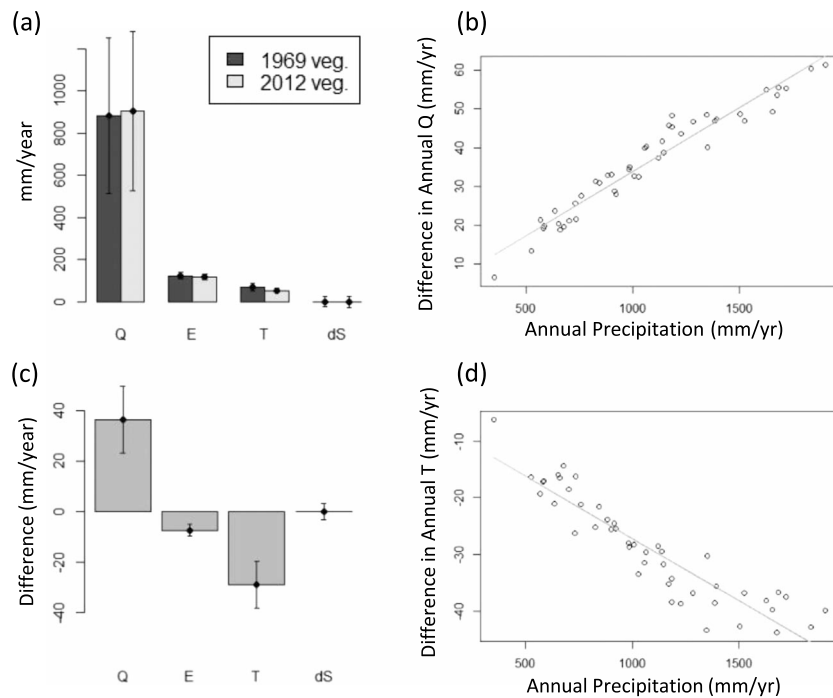 (a)
mm/year
0 200 400 600 800 1000
1969 veg.
2012 veg.
Q E T dS
(b)
Difference in Annual Q (mm/yr)
10 20 30 40 50 60
500 1000 1500
Annual Precipitation (mm/yr)
(c)
Difference (mm/year)
-40 -20 0 20 40
Q E T dS
(d)
Difference in Annual T (mm/yr)
-40 -30 -20 -10
500 1000 1500
Annual Precipitation (mm/yr)